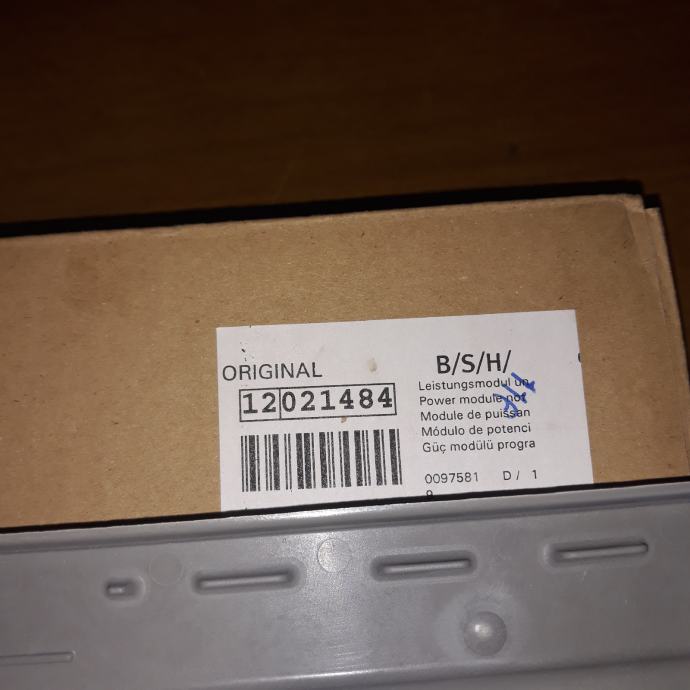 ORIGINAL
12021484
B/S/H/
Leistungsmodul un
Power module not
Module de puissan
Módulo de potenci
Güç modülü progra
0097581 D / 1